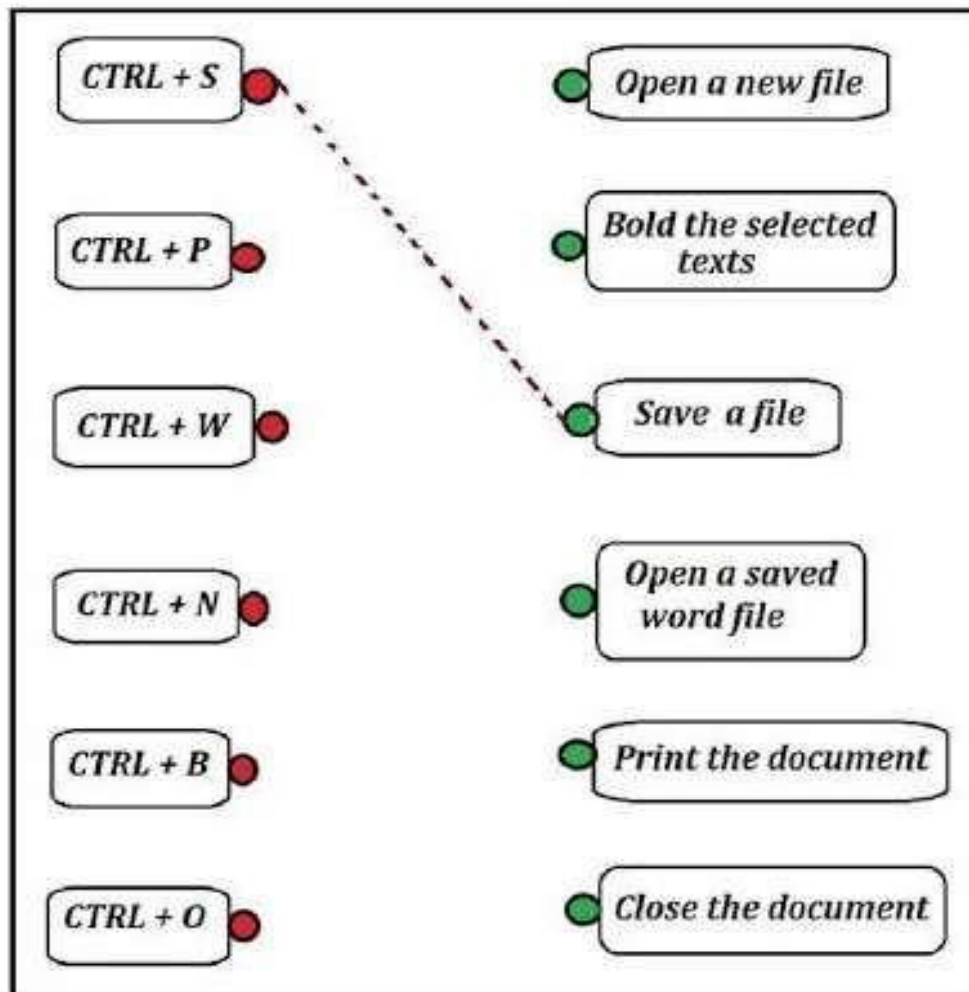 CTRL + S
Open a new file
CTRL + P
Bold the selected
texts
CTRL + W
Save a file
CTRL + N
Open a saved
word file
CTRL + B
Print the document
CTRL + O
Close the document